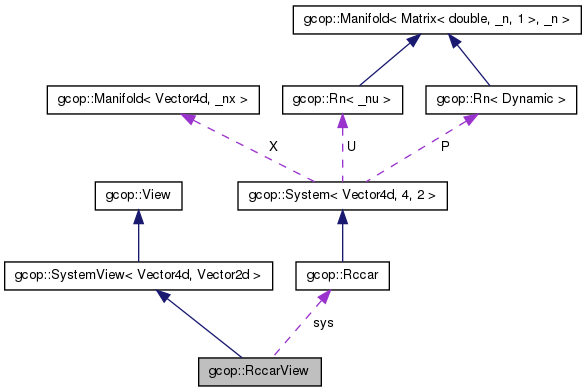 gcop::Manifold< Matrix< double, _n, 1 >, _n >
gcop::Manifold< Vector4d, _nx >
gcop::Rn< _nu >
gcop::Rn< Dynamic >
X
U
P
gcop::View
gcop::System< Vector4d, 4, 2 >
gcop::SystemView< Vector4d, Vector2d >
gcop::Rccar
sys
gcop::RccarView